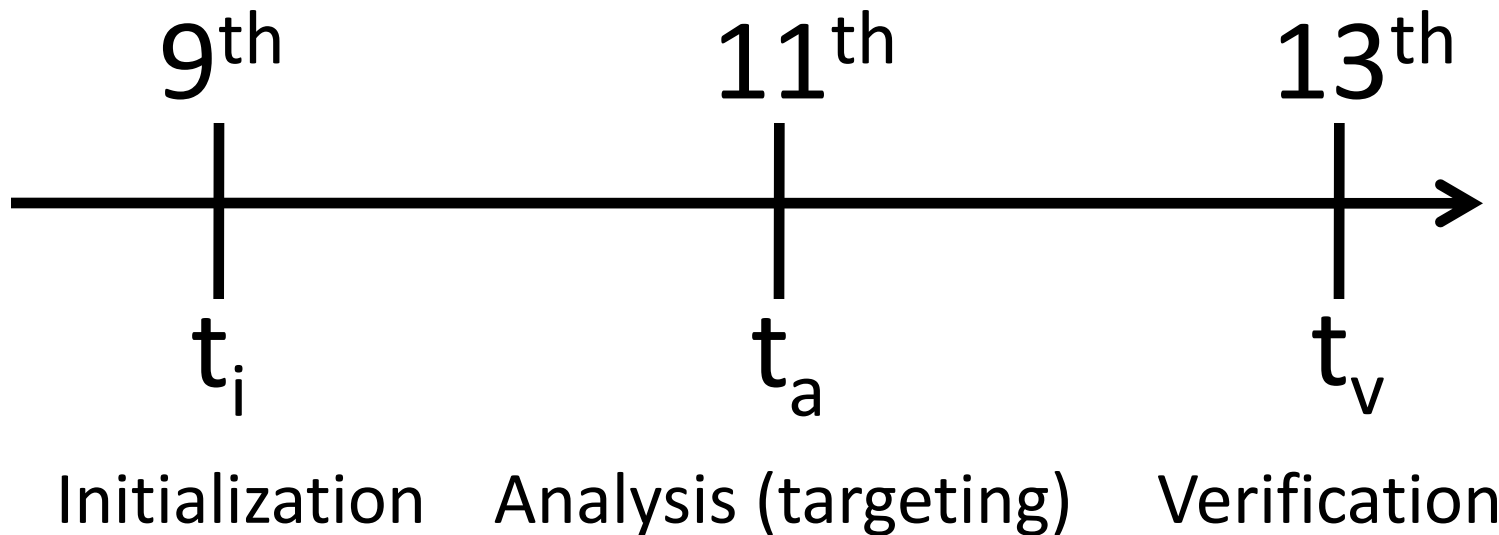 9th 11th 13th
ti ta tv
Initialization Analysis (targeting) Verification